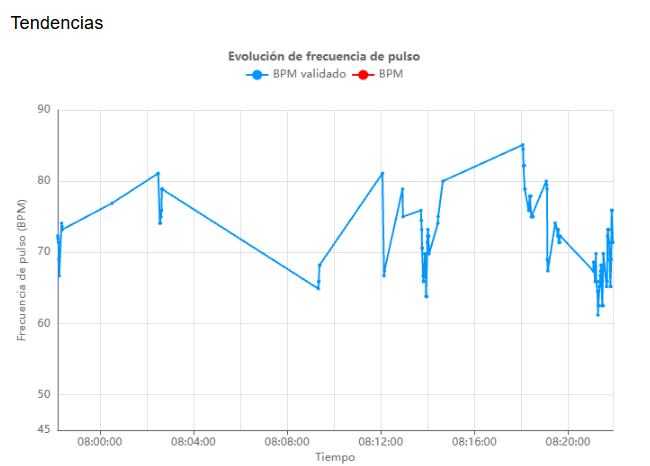 Tendencias
Evolución de frecuencia de pulso
BPM validado BPM
90
80
70
60
50
45
Frecuencia de pulso (BPM)
08:00:00 08:04:00 08:08:00 08:12:00 08:16:00 08:20:00
Tiempo